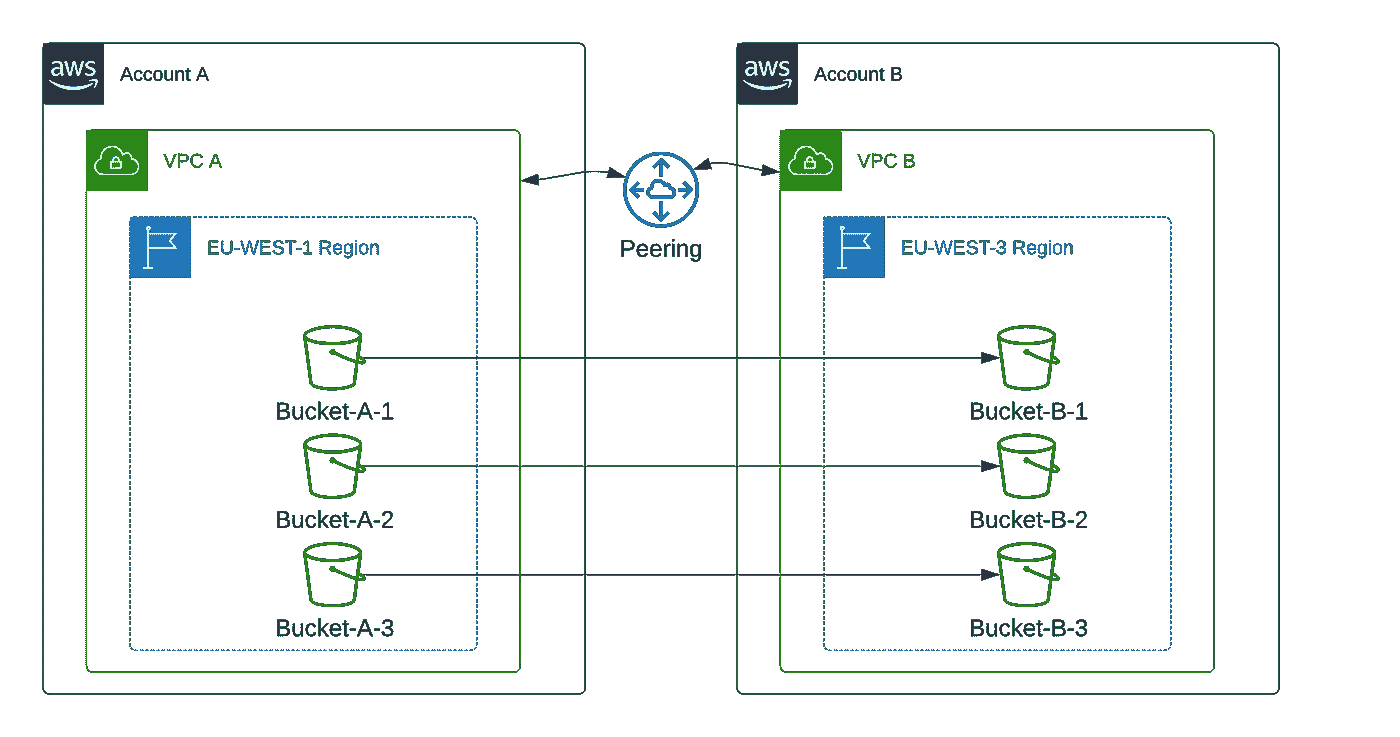 aws
Account A
VPC A
EU-WEST-1 Region
Bucket-A-1
Bucket-A-2
Bucket-A-3
Peering
aws
Account B
VPC B
EU-WEST-3 Region
Bucket-B-1
Bucket-B-2
Bucket-B-3